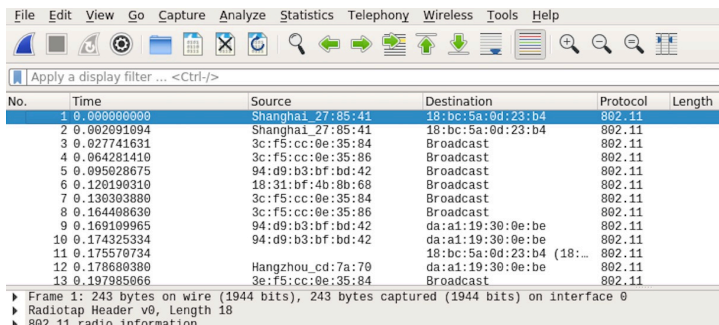 File Edit View Go Capture Analyze Statistics Telephony Wireless Tools Help
Apply a display filter ... <Ctrl-/>
No. Time Source Destination Protocol Length
1 0.000000000 Shanghai_27:85:41 18:bc:5a:0d:23:b4 802.11
2 0.002091094 Shanghai_27:85:41 18:bc:5a:0d:23:b4 802.11
3 0.027741631 3c:f5:cc:0e:35:84 Broadcast 802.11
4 0.064281410 3c:f5:cc:0e:35:86 Broadcast 802.11
5 0.095028675 94:d9:b3:bf:bd:42 Broadcast 802.11
6 0.120190310 18:31:bf:4b:8b:68 Broadcast 802.11
7 0.130303880 3c:f5:cc:0e:35:84 Broadcast 802.11
8 0.164408630 3c:f5:cc:0e:35:86 Broadcast 802.11
9 0.169109965 94:d9:b3:bf:bd:42 da:a1:19:30:0e:be 802.11
10 0.174325334 94:d9:b3:bf:bd:42 da:a1:19:30:0e:be 802.11
11 0.175570734 18:bc:5a:0d:23:b4 (18:… 802.11
12 0.178680380 Hangzhou_cd:7a:70 da:a1:19:30:0e:be 802.11
13 0.197985066 3e:f5:cc:0e:35:84 Broadcast 802.11
Frame 1: 243 bytes on wire (1944 bits), 243 bytes captured (1944 bits) on interface 0
Radiotap Header v0, Length 18
802.11 radio information